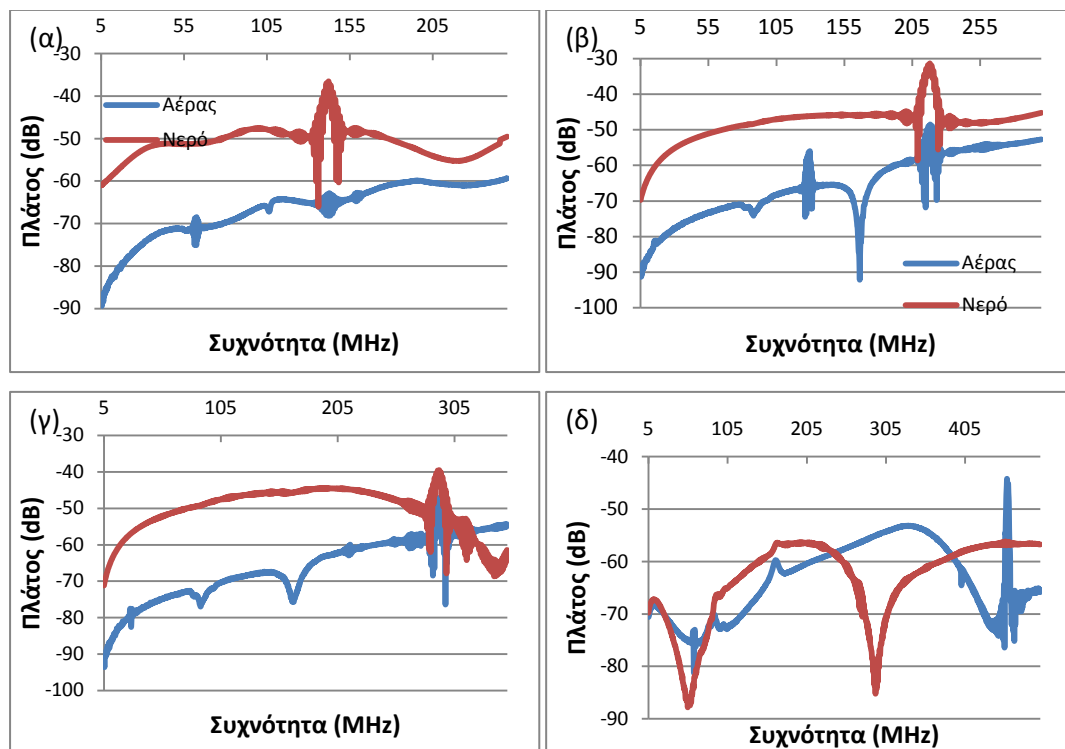 (α)
5 55 105 155 205
-30
-40
-50
-60
-70
-80
-90
Πλάτος (dB)
Αέρας
Νερό
Συχνότητα (MHz)
(β)
5 55 105 155 205 255
-30
-40
-50
-60
-70
-80
-90
-100
Πλάτος (dB)
Αέρας
Νερό
Συχνότητα (MHz)
(γ)
5 105 205 305
-30
-40
-50
-60
-70
-80
-90
-100
Πλάτος (dB)
Συχνότητα (MHz)
(δ)
5 105 205 305 405
-40
-50
-60
-70
-80
-90
Πλάτος (dB)
Συχνότητα (MHz)